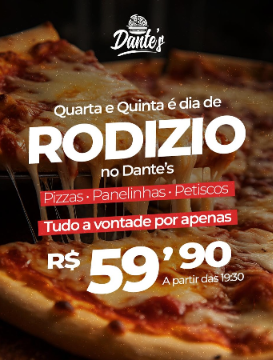 Dante's
Quarta e Quinta é dia de
RODIZIO
no Dante's
Pizzas • Panelinhas • Petiscos
Tudo a vontade por apenas
R$ 59,90
A partir das 19:30